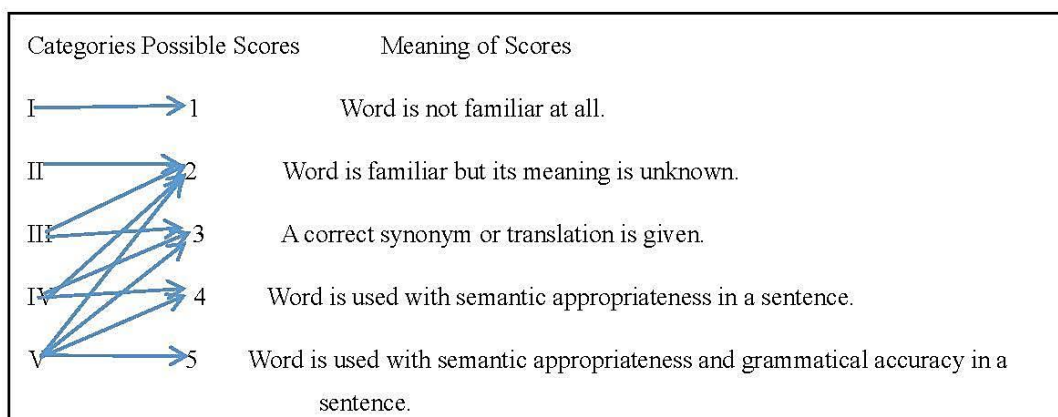 Categories Possible Scores Meaning of Scores
I 1 Word is not familiar at all.
II 2 Word is familiar but its meaning is unknown.
III 3 A correct synonym or translation is given.
IV 4 Word is used with semantic appropriateness in a sentence.
V 5 Word is used with semantic appropriateness and grammatical accuracy in a
sentence.